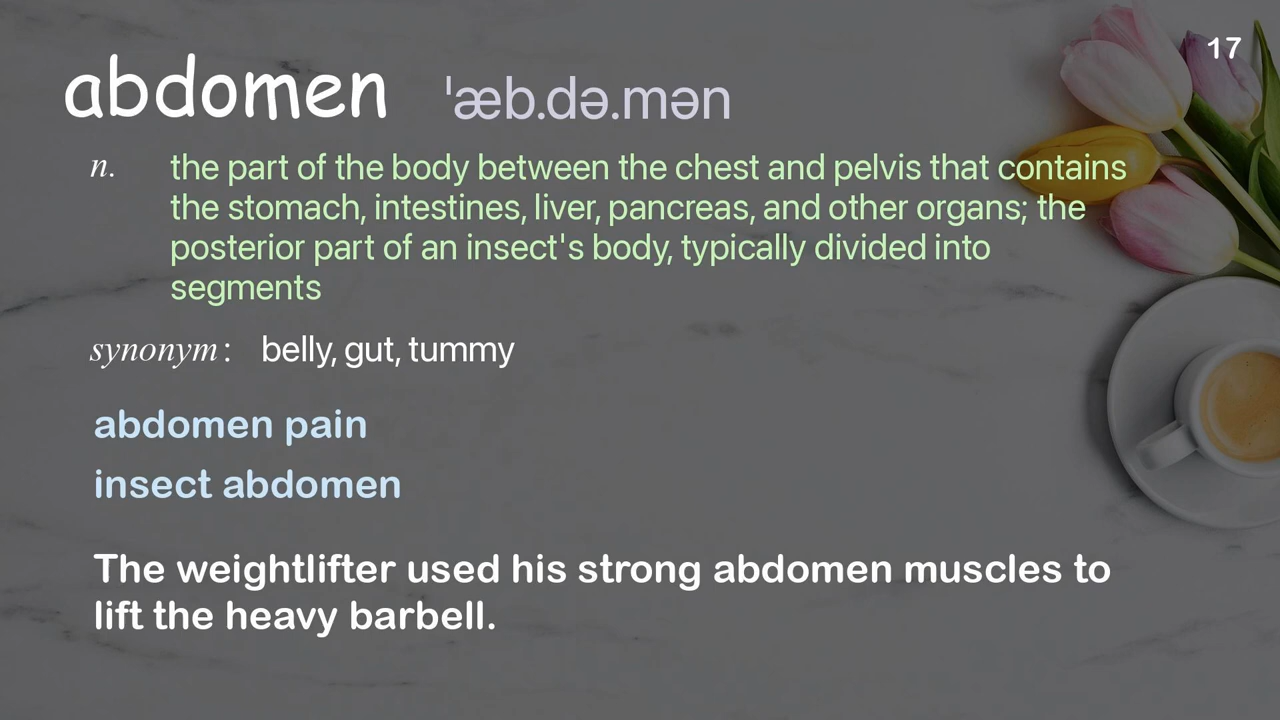 17
abdomen ˈæb.də.mən
n. the part of the body between the chest and pelvis that contains
the stomach, intestines, liver, pancreas, and other organs; the
posterior part of an insect's body, typically divided into
segments
synonym: belly, gut, tummy
abdomen pain
insect abdomen
The weightlifter used his strong abdomen muscles to
lift the heavy barbell.